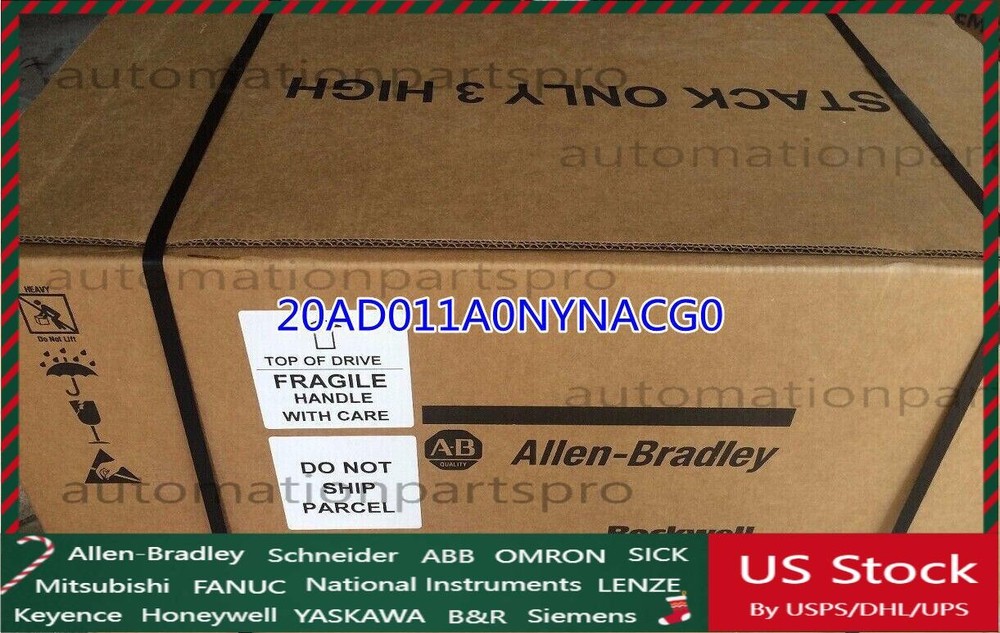 STACK ONLY 3 HIGH
automationpartspro
automationpar
automationpartspro
HEAVY
Do Not Lift
20AD011A0NYNACG0
TOP OF DRIVE
FRAGILE
HANDLE
WITH CARE
automationpar
A-B
QUALITY
Allen-Bradley
DO NOT
SHIP
PARCEL
automationpartspro
Rockwell
Allen-Bradley Schneider ABB OMRON SICK
Mitsubishi FANUC National Instruments LENZE
Keyence Honeywell YASKAWA B&R Siemens
US Stock
By USPS/DHL/UPS